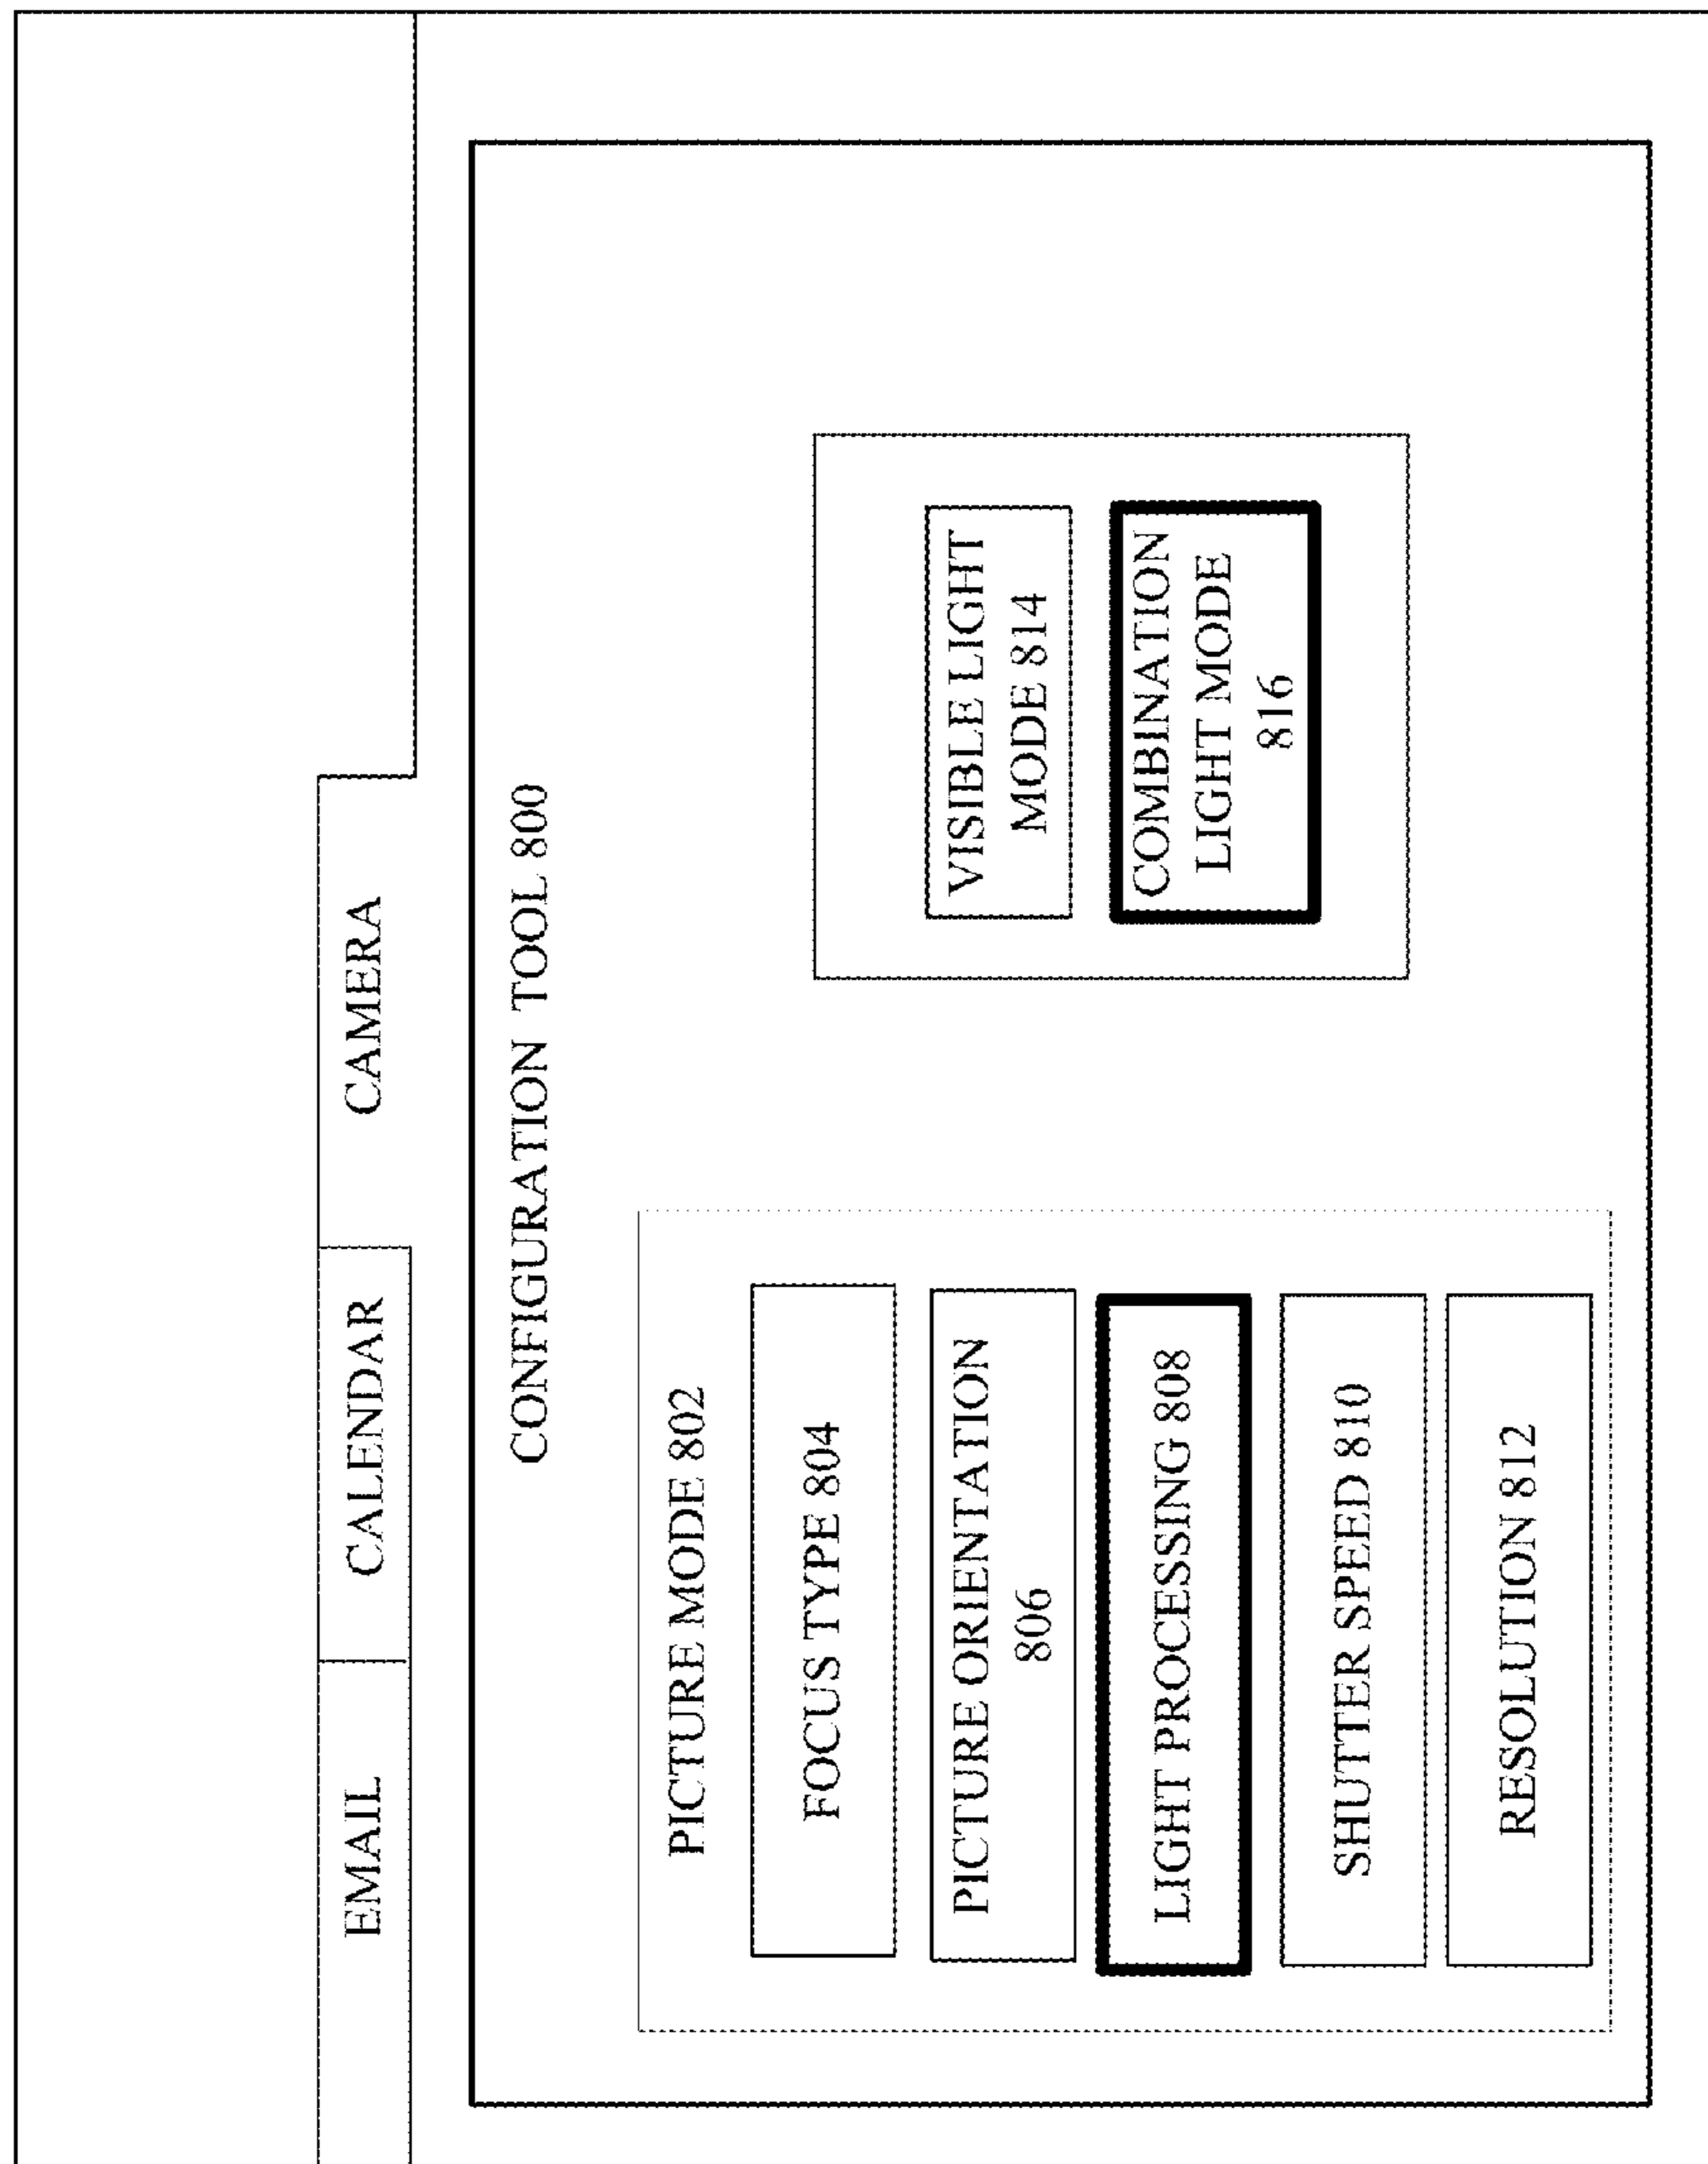 EMAIL
CALENDAR
CAMERA
CONFIGURATION TOOL 800
PICTURE MODE 802
FOCUS TYPE 804
PICTURE ORIENTATION
806
LIGHT PROCESSING 808
SHUTTER SPEED 810
RESOLUTION 812
VISIBLE LIGHT
MODE 814
COMBINATION
LIGHT MODE
816